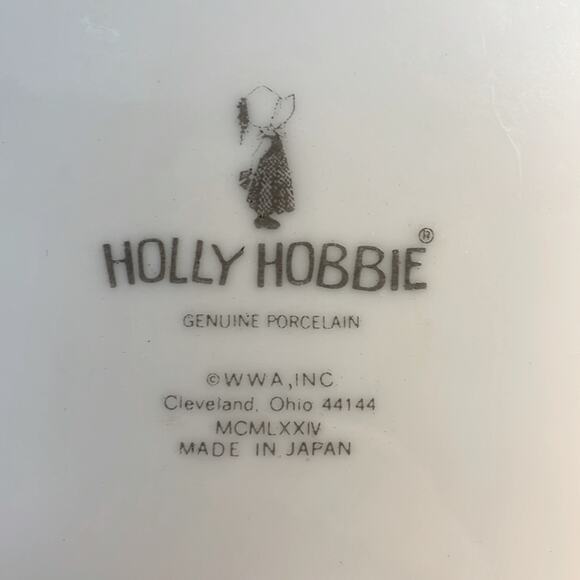 HOLLY HOBBIE®
GENUINE PORCELAIN
©WWA, INC
Cleveland, Ohio 44144
MCMLXXIV
MADE IN JAPAN